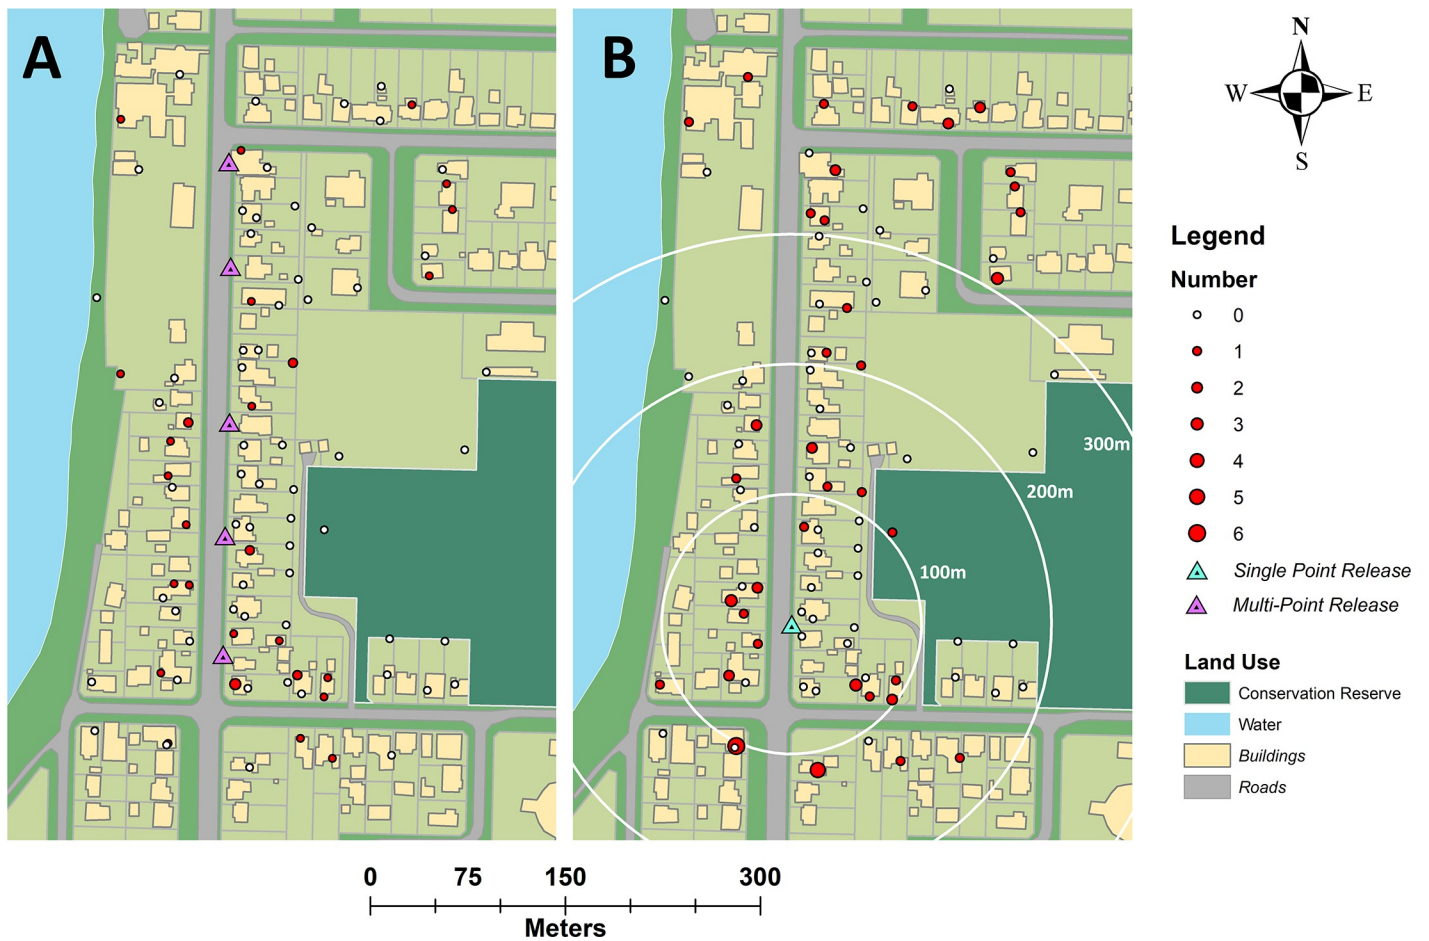 A
B
N
W
E
S
Legend
Number
0
1
2
3
4
5
6
Single Point Release
Multi-Point Release
Land Use
Conservation Reserve
Water
Buildings
Roads
300m
200m
100m
0 75 150 300
Meters